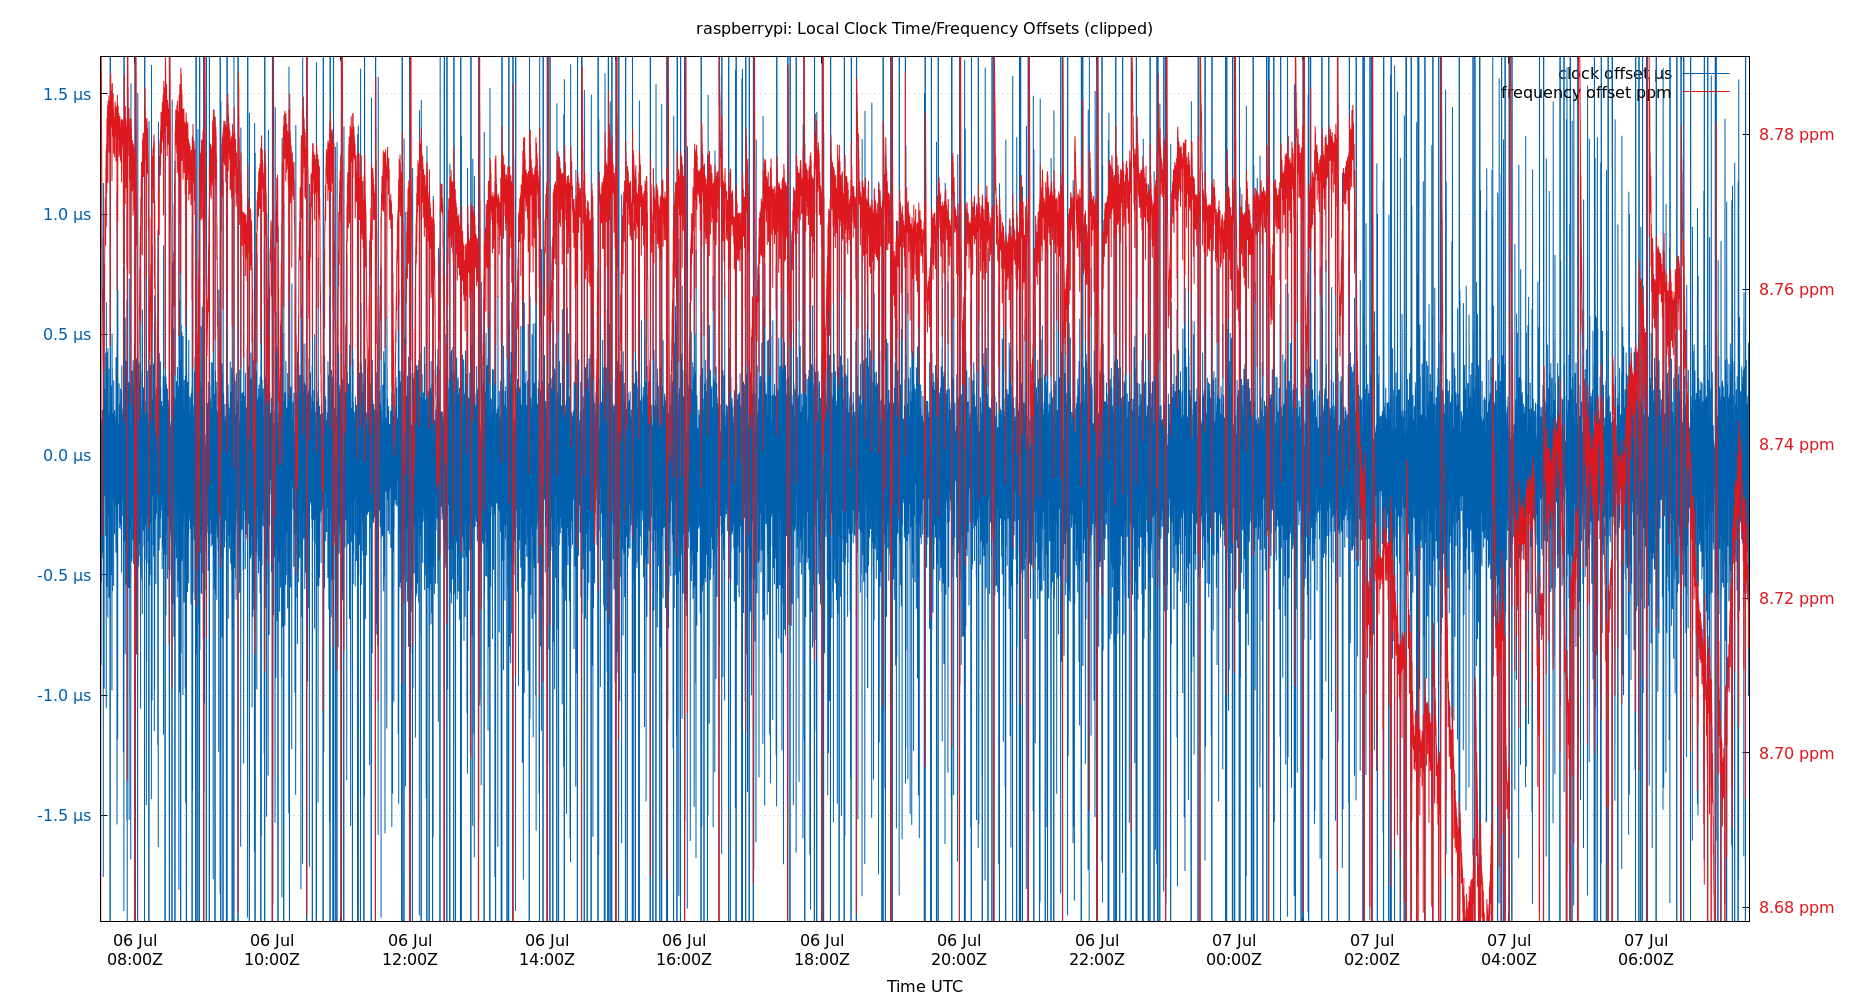 raspberrypi: Local Clock Time/Frequency Offsets (clipped)
clock offset µs
frequency offset ppm
1.5 µs
1.0 µs
0.5 µs
0.0 µs
-0.5 µs
-1.0 µs
-1.5 µs
8.78 ppm
8.76 ppm
8.74 ppm
8.72 ppm
8.70 ppm
8.68 ppm
06 Jul 06 Jul 06 Jul 06 Jul 06 Jul 06 Jul 06 Jul 06 Jul 07 Jul 07 Jul 07 Jul 07 Jul
08:00Z 10:00Z 12:00Z 14:00Z 16:00Z 18:00Z 20:00Z 22:00Z 00:00Z 02:00Z 04:00Z 06:00Z
Time UTC